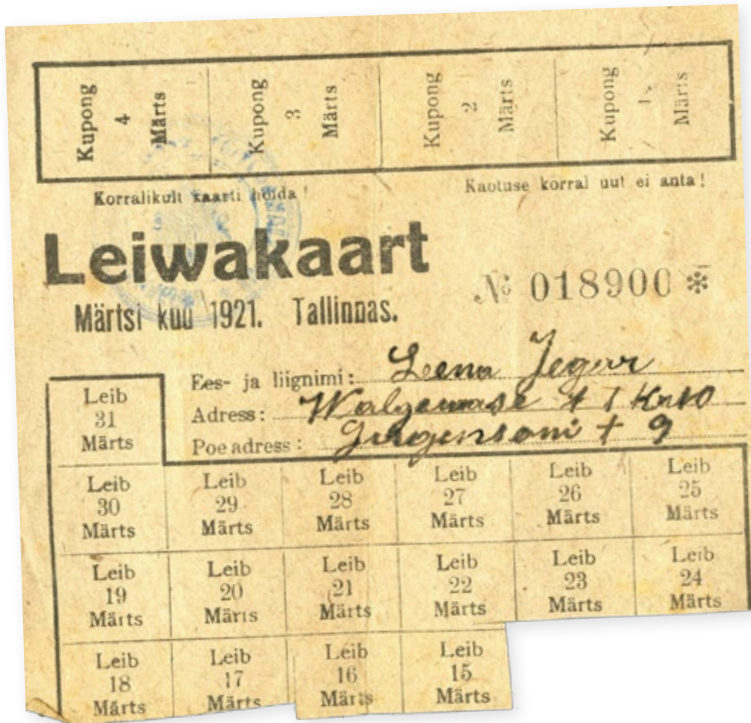 Kupong 4 Märts Kupong 3 Märts Kupong 2 Märts Kupong 1 Märts
Korralikult kaarti hoida! Kaotuse korral uut ei anta!
Leiwakaart
№ 018900 *
Märtsi kuu 1921. Tallinnas.
Ees- ja liignimi: Leena Jegar
Adress:
Poe adress: 9
Leib 31 Märts
Leib Leib Leib Leib Leib Leib
30 29 28 27 26 25
Märts Märts Märts Märts Märts Märts
Leib Leib Leib Leib Leib Leib
19 20 21 22 23 24
Märts Märts Märts Märts Märts Märts
Leib Leib Leib Leib
18 17 16 15
Märts Märts Märts Märts